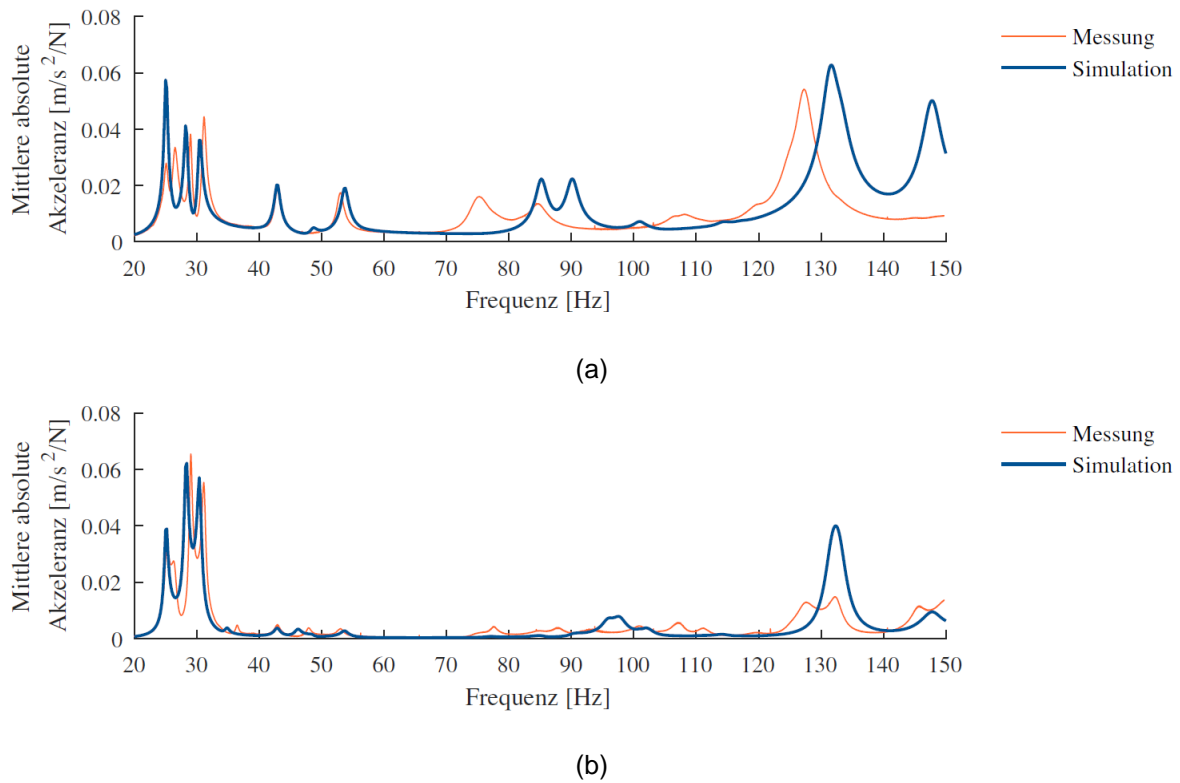 Mittlere absolute
Akzeleranz [m/s ²/N]
0.08
0.06
0.04
0.02
0
20 30 40 50 60 70 80 90 100 110 120 130 140 150
Frequenz [Hz]
Messung
Simulation
(a)
Mittlere absolute
Akzeleranz [m/s ²/N]
0.08
0.06
0.04
0.02
0
20 30 40 50 60 70 80 90 100 110 120 130 140 150
Frequenz [Hz]
Messung
Simulation
(b)